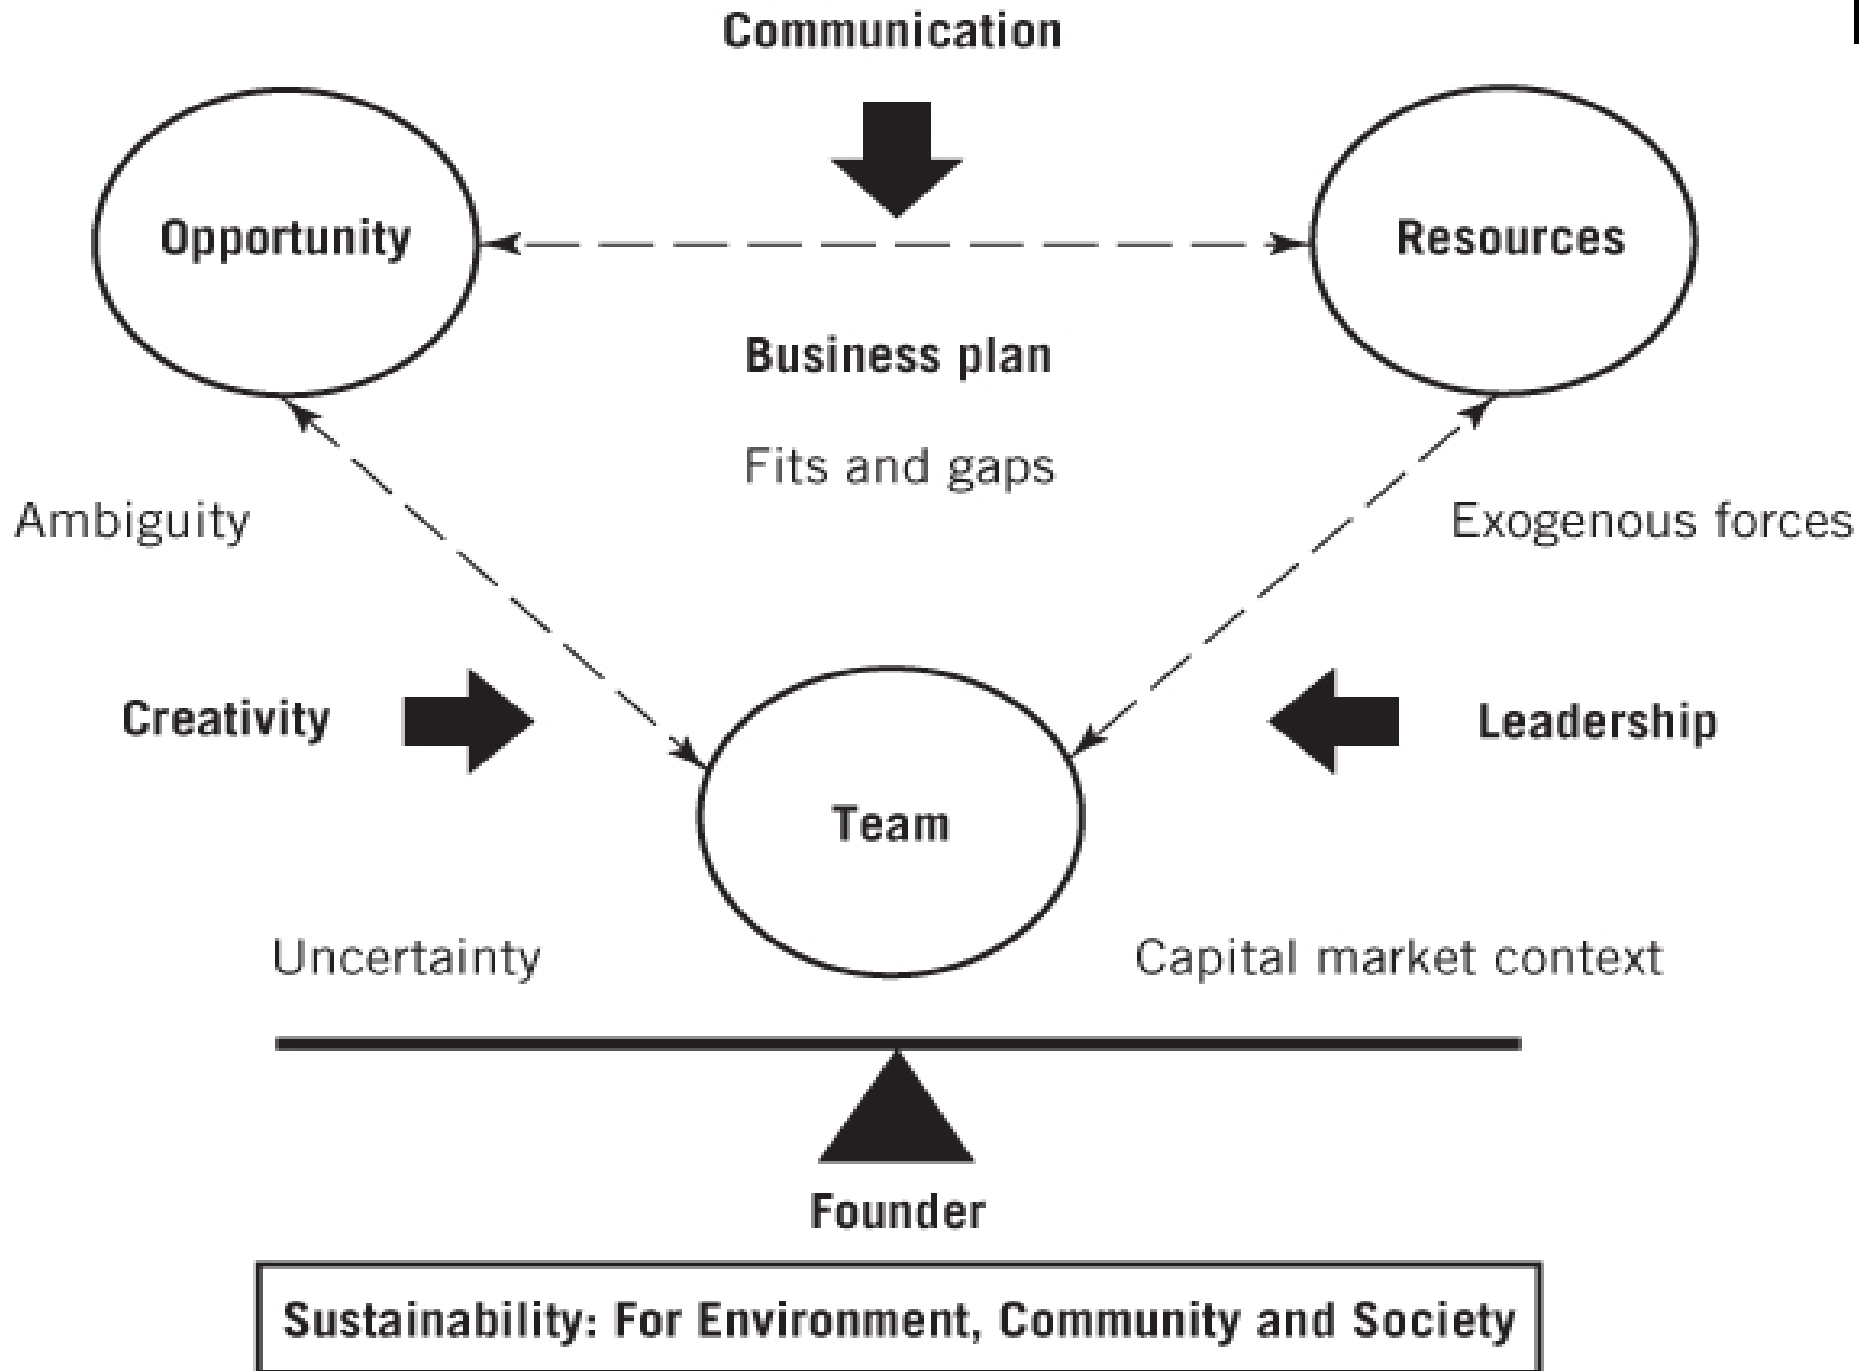 Communication
Opportunity
Resources
Business plan
Fits and gaps
Ambiguity
Exogenous forces
Creativity
Leadership
Team
Uncertainty
Capital market context
Founder
Sustainability: For Environment, Community and Society